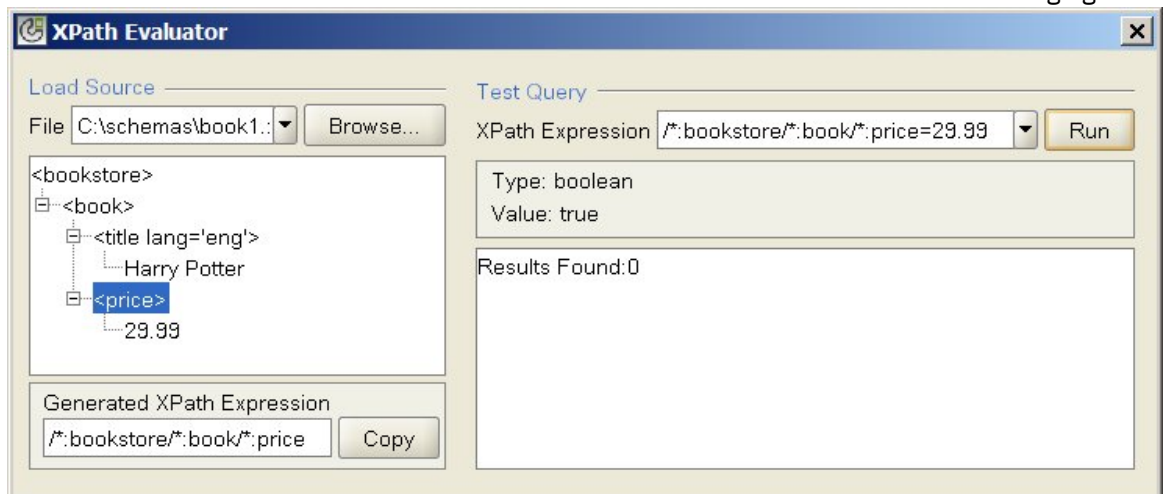 XPath Evaluator
Load Source
File C:\schemas\book1.: Browse...
<bookstore>
<book>
<title lang='eng'>
Harry Potter
<price>
29.99
Generated XPath Expression
/*:bookstore/*:book/*:price Copy
Test Query
XPath Expression /*:bookstore/*:book/*:price=29.99 Run
Type: boolean
Value: true
Results Found:0